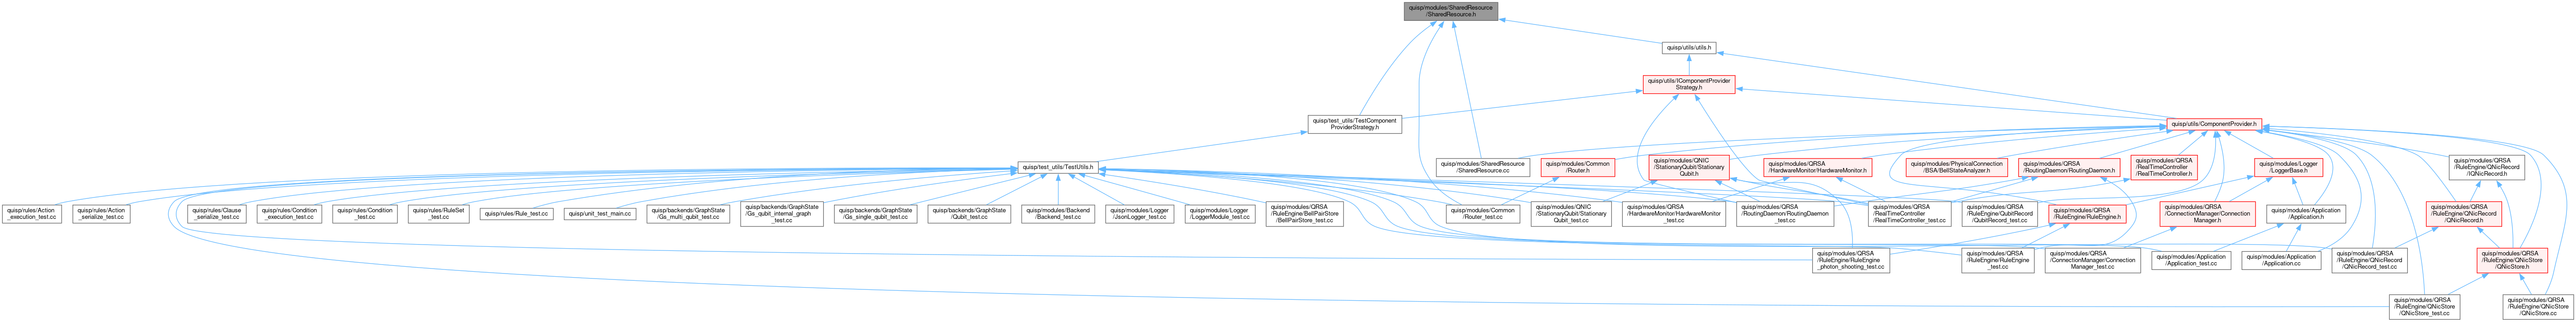 quisp/modules/SharedResource
/SharedResource.h
quisp/utils/utils.h
quisp/utils/IComponentProvider
Strategy.h
quisp/test_utils/TestComponent
ProviderStrategy.h
quisp/utils/ComponentProvider.h
quisp/test_utils/TestUtils.h
quisp/modules/SharedResource
/SharedResource.cc
quisp/modules/Common
/Router.h
quisp/modules/QNIC
/StationaryQubit/Stationary
Qubit.h
quisp/modules/QRSA
/HardwareMonitor/HardwareMonitor.h
quisp/modules/PhysicalConnection
/BSA/BellStateAnalyzer.h
quisp/modules/QRSA
/RoutingDaemon/RoutingDaemon.h
quisp/modules/QRSA
/RealTimeController
/RealTimeController.h
quisp/modules/Logger
/LoggerBase.h
quisp/modules/QRSA
/RuleEngine/QNicRecord
/IQNicRecord.h
quisp/rules/Action
_execution_test.cc
quisp/rules/Action
_serialize_test.cc
quisp/rules/Clause
_serialize_test.cc
quisp/rules/Condition
_execution_test.cc
quisp/rules/Condition
_test.cc
quisp/rules/RuleSet
_test.cc
quisp/rules/Rule_test.cc
quisp/unit_test_main.cc
quisp/backends/GraphState
/Gs_multi_qubit_test.cc
quisp/backends/GraphState
/Gs_qubit_internal_graph
_test.cc
quisp/backends/GraphState
/Gs_single_qubit_test.cc
quisp/backends/GraphState
/Qubit_test.cc
quisp/modules/Backend
/Backend_test.cc
quisp/modules/Logger
/JsonLogger_test.cc
quisp/modules/Logger
/LoggerModule_test.cc
quisp/modules/QRSA
/RuleEngine/BellPairStore
/BellPairStore_test.cc
quisp/modules/Common
/Router_test.cc
quisp/modules/QNIC
/StationaryQubit/Stationary
Qubit_test.cc
quisp/modules/QRSA
/HardwareMonitor/HardwareMonitor
_test.cc
quisp/modules/QRSA
/RoutingDaemon/RoutingDaemon
_test.cc
quisp/modules/QRSA
/RealTimeController
/RealTimeController_test.cc
quisp/modules/QRSA
/RuleEngine/QubitRecord
/QubitRecord_test.cc
quisp/modules/QRSA
/RuleEngine/RuleEngine.h
quisp/modules/QRSA
/ConnectionManager/Connection
Manager.h
quisp/modules/Application
/Application.h
quisp/modules/QRSA
/RuleEngine/QNicRecord
/QNicRecord.h
quisp/modules/QRSA
/RuleEngine/RuleEngine
_photon_shooting_test.cc
quisp/modules/QRSA
/RuleEngine/RuleEngine
_test.cc
quisp/modules/QRSA
/ConnectionManager/Connection
Manager_test.cc
quisp/modules/Application
/Application_test.cc
quisp/modules/Application
/Application.cc
quisp/modules/QRSA
/RuleEngine/QNicRecord
/QNicRecord_test.cc
quisp/modules/QRSA
/RuleEngine/QNicStore
/QNicStore.h
quisp/modules/QRSA
/RuleEngine/QNicStore
/QNicStore_test.cc
quisp/modules/QRSA
/RuleEngine/QNicStore
/QNicStore.cc